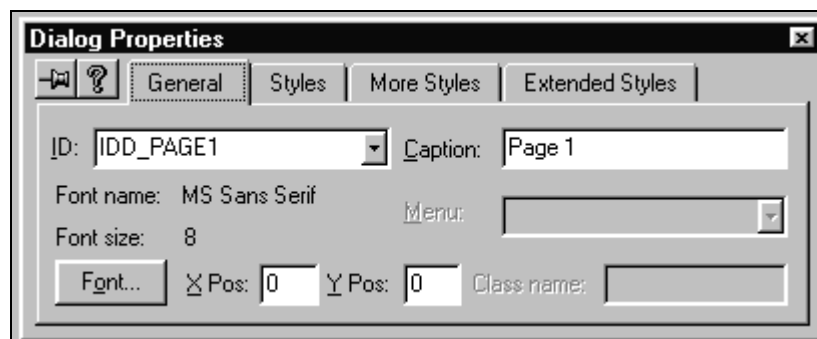 Dialog Properties
General Styles More Styles Extended Styles
ID: IDD_PAGE1 Caption: Page 1
Font name: MS Sans Serif Menu:
Font size: 8
Font... X Pos: 0 Y Pos: 0 Class name: